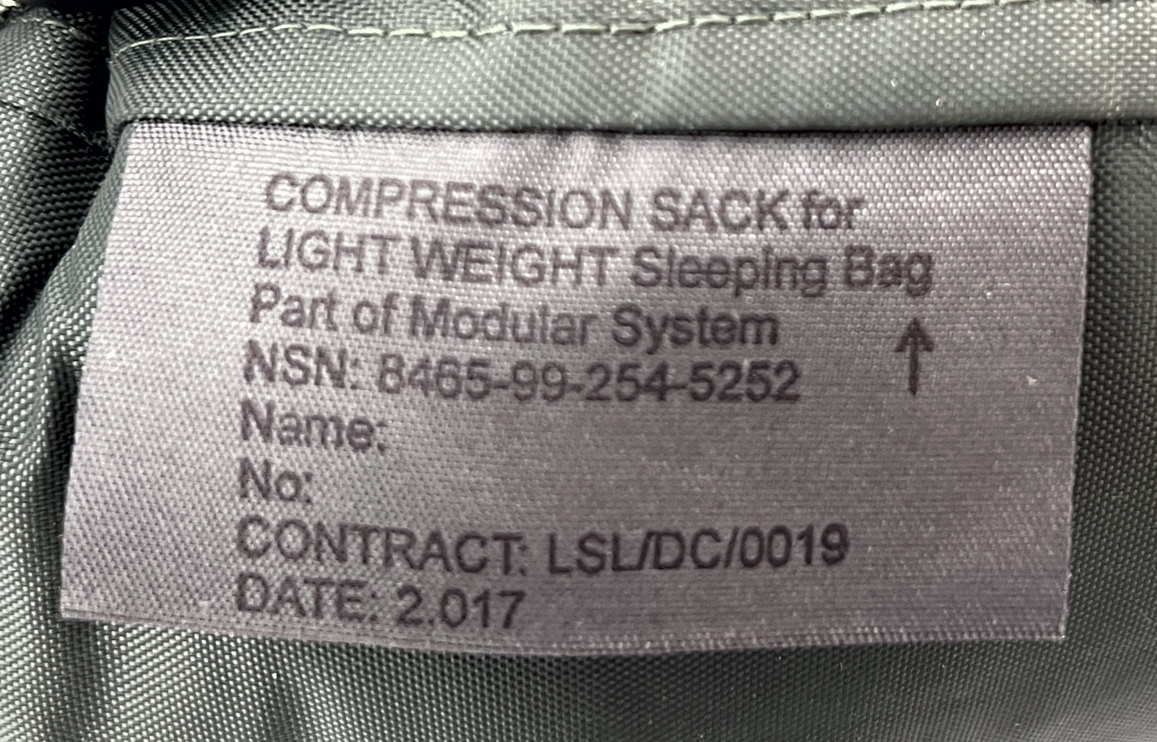 COMPRESSION SACK for
LIGHT WEIGHT Sleeping Bag
Part of Modular System
NSN: 8465-99-254-5252
Name:
No:
CONTRACT: LSL/DC/0019
DATE: 2.017